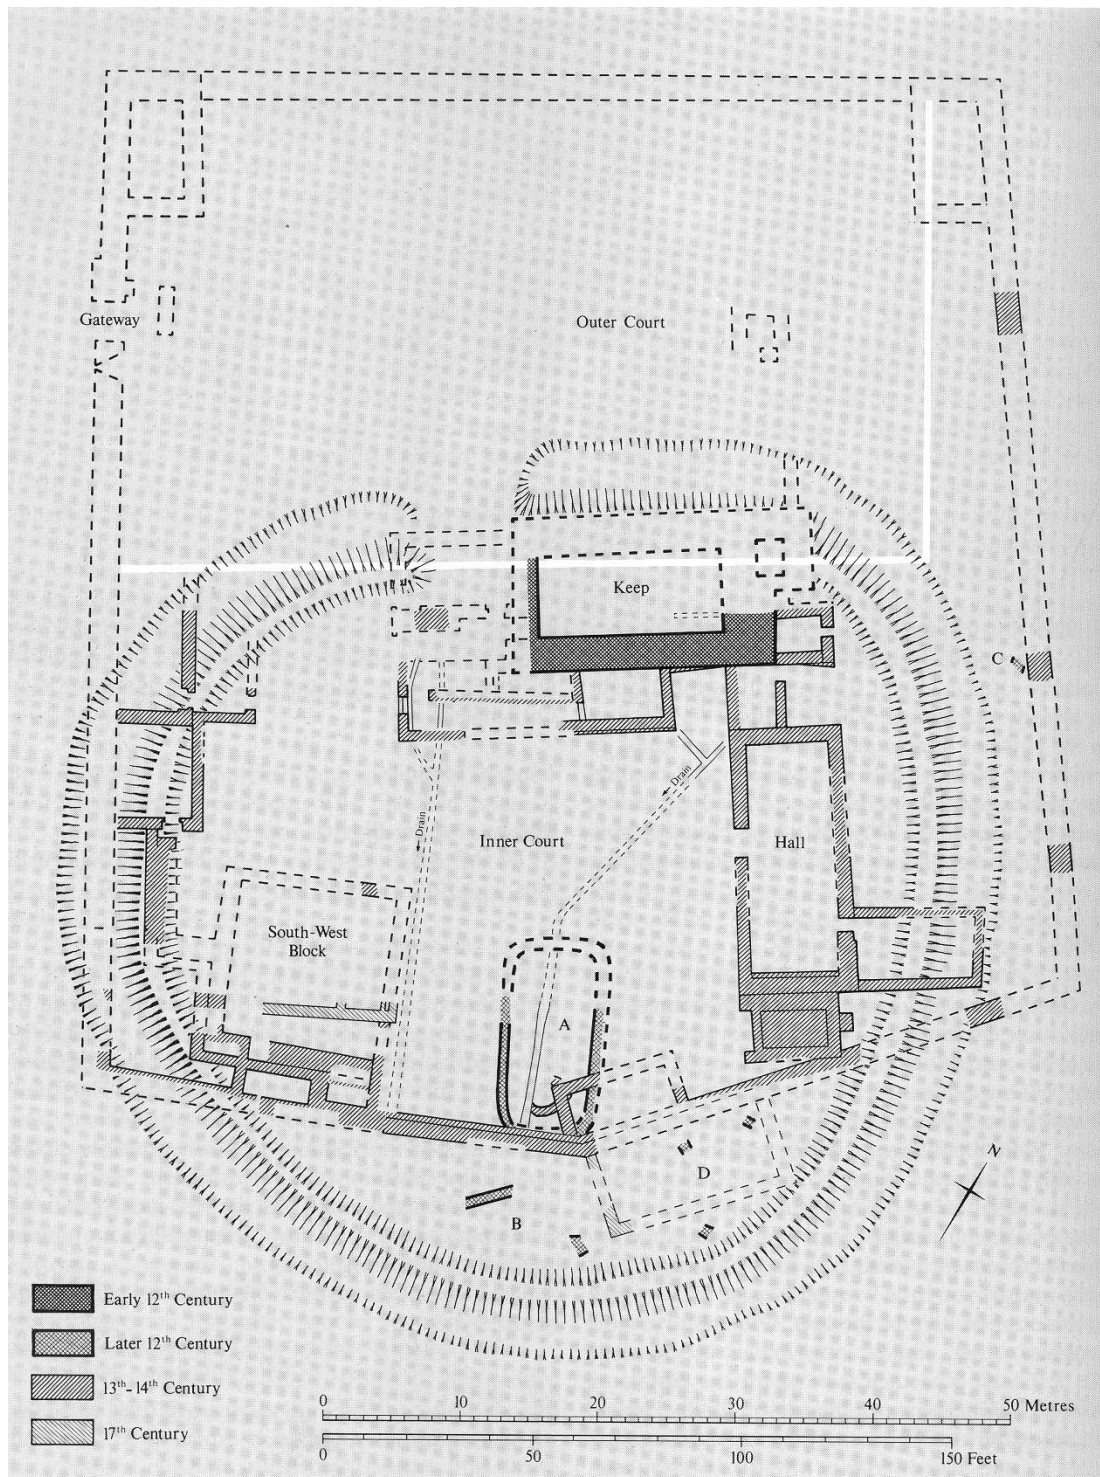 Gateway
Outer Court
Keep
C
Drain
Drain
Inner Court
Hall
South-West
Block
A
N
D
B
Early 12th Century
Later 12th Century
13th-14th Century
17th Century
0 10 20 30 40 50 Metres
0 50 100 150 Feet